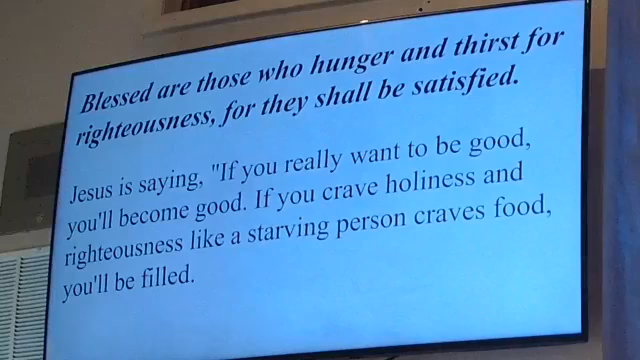 Blessed are those who hunger and thirst for
righteousness, for they shall be satisfied.
Jesus is saying, "If you really want to be good,
you'll become good. If you crave holiness and
righteousness like a starving person craves food,
you'll be filled.